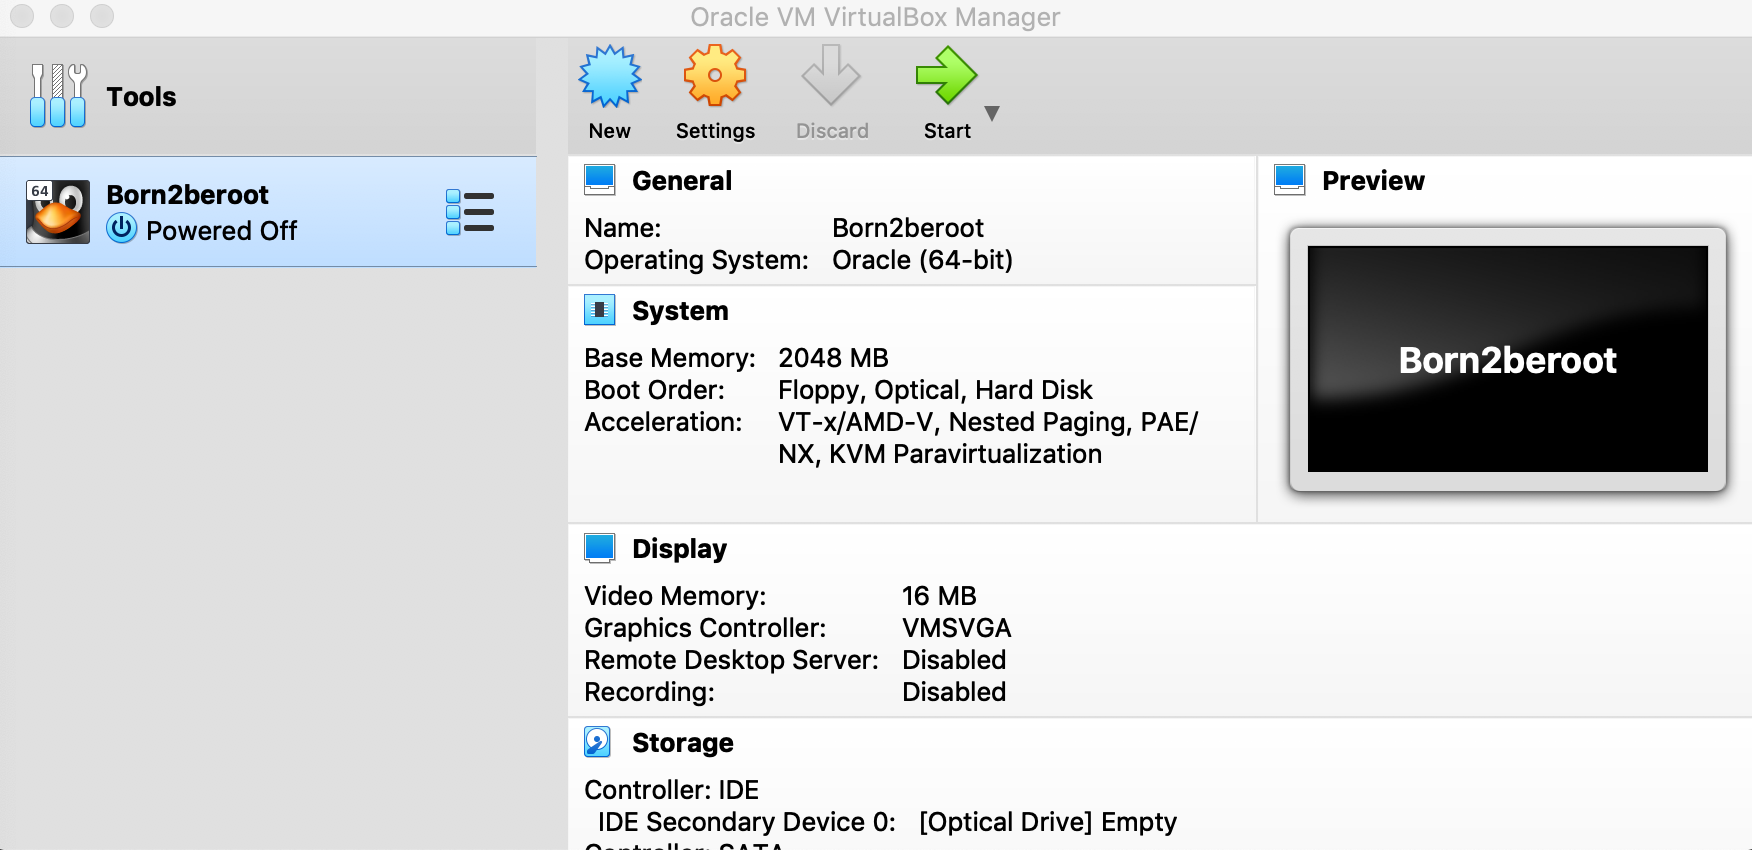 Oracle VM VirtualBox Manager
Tools
New
Settings
Discard
Start
64
Born2beroot
Powered Off
General
Name: Born2beroot
Operating System: Oracle (64-bit)
Preview
Born2beroot
System
Base Memory: 2048 MB
Boot Order: Floppy, Optical, Hard Disk
Acceleration: VT-x/AMD-V, Nested Paging, PAE/
NX, KVM Paravirtualization
Display
Video Memory: 16 MB
Graphics Controller: VMSVGA
Remote Desktop Server: Disabled
Recording: Disabled
Storage
Controller: IDE
IDE Secondary Device 0: [Optical Drive] Empty
Controller: SATA